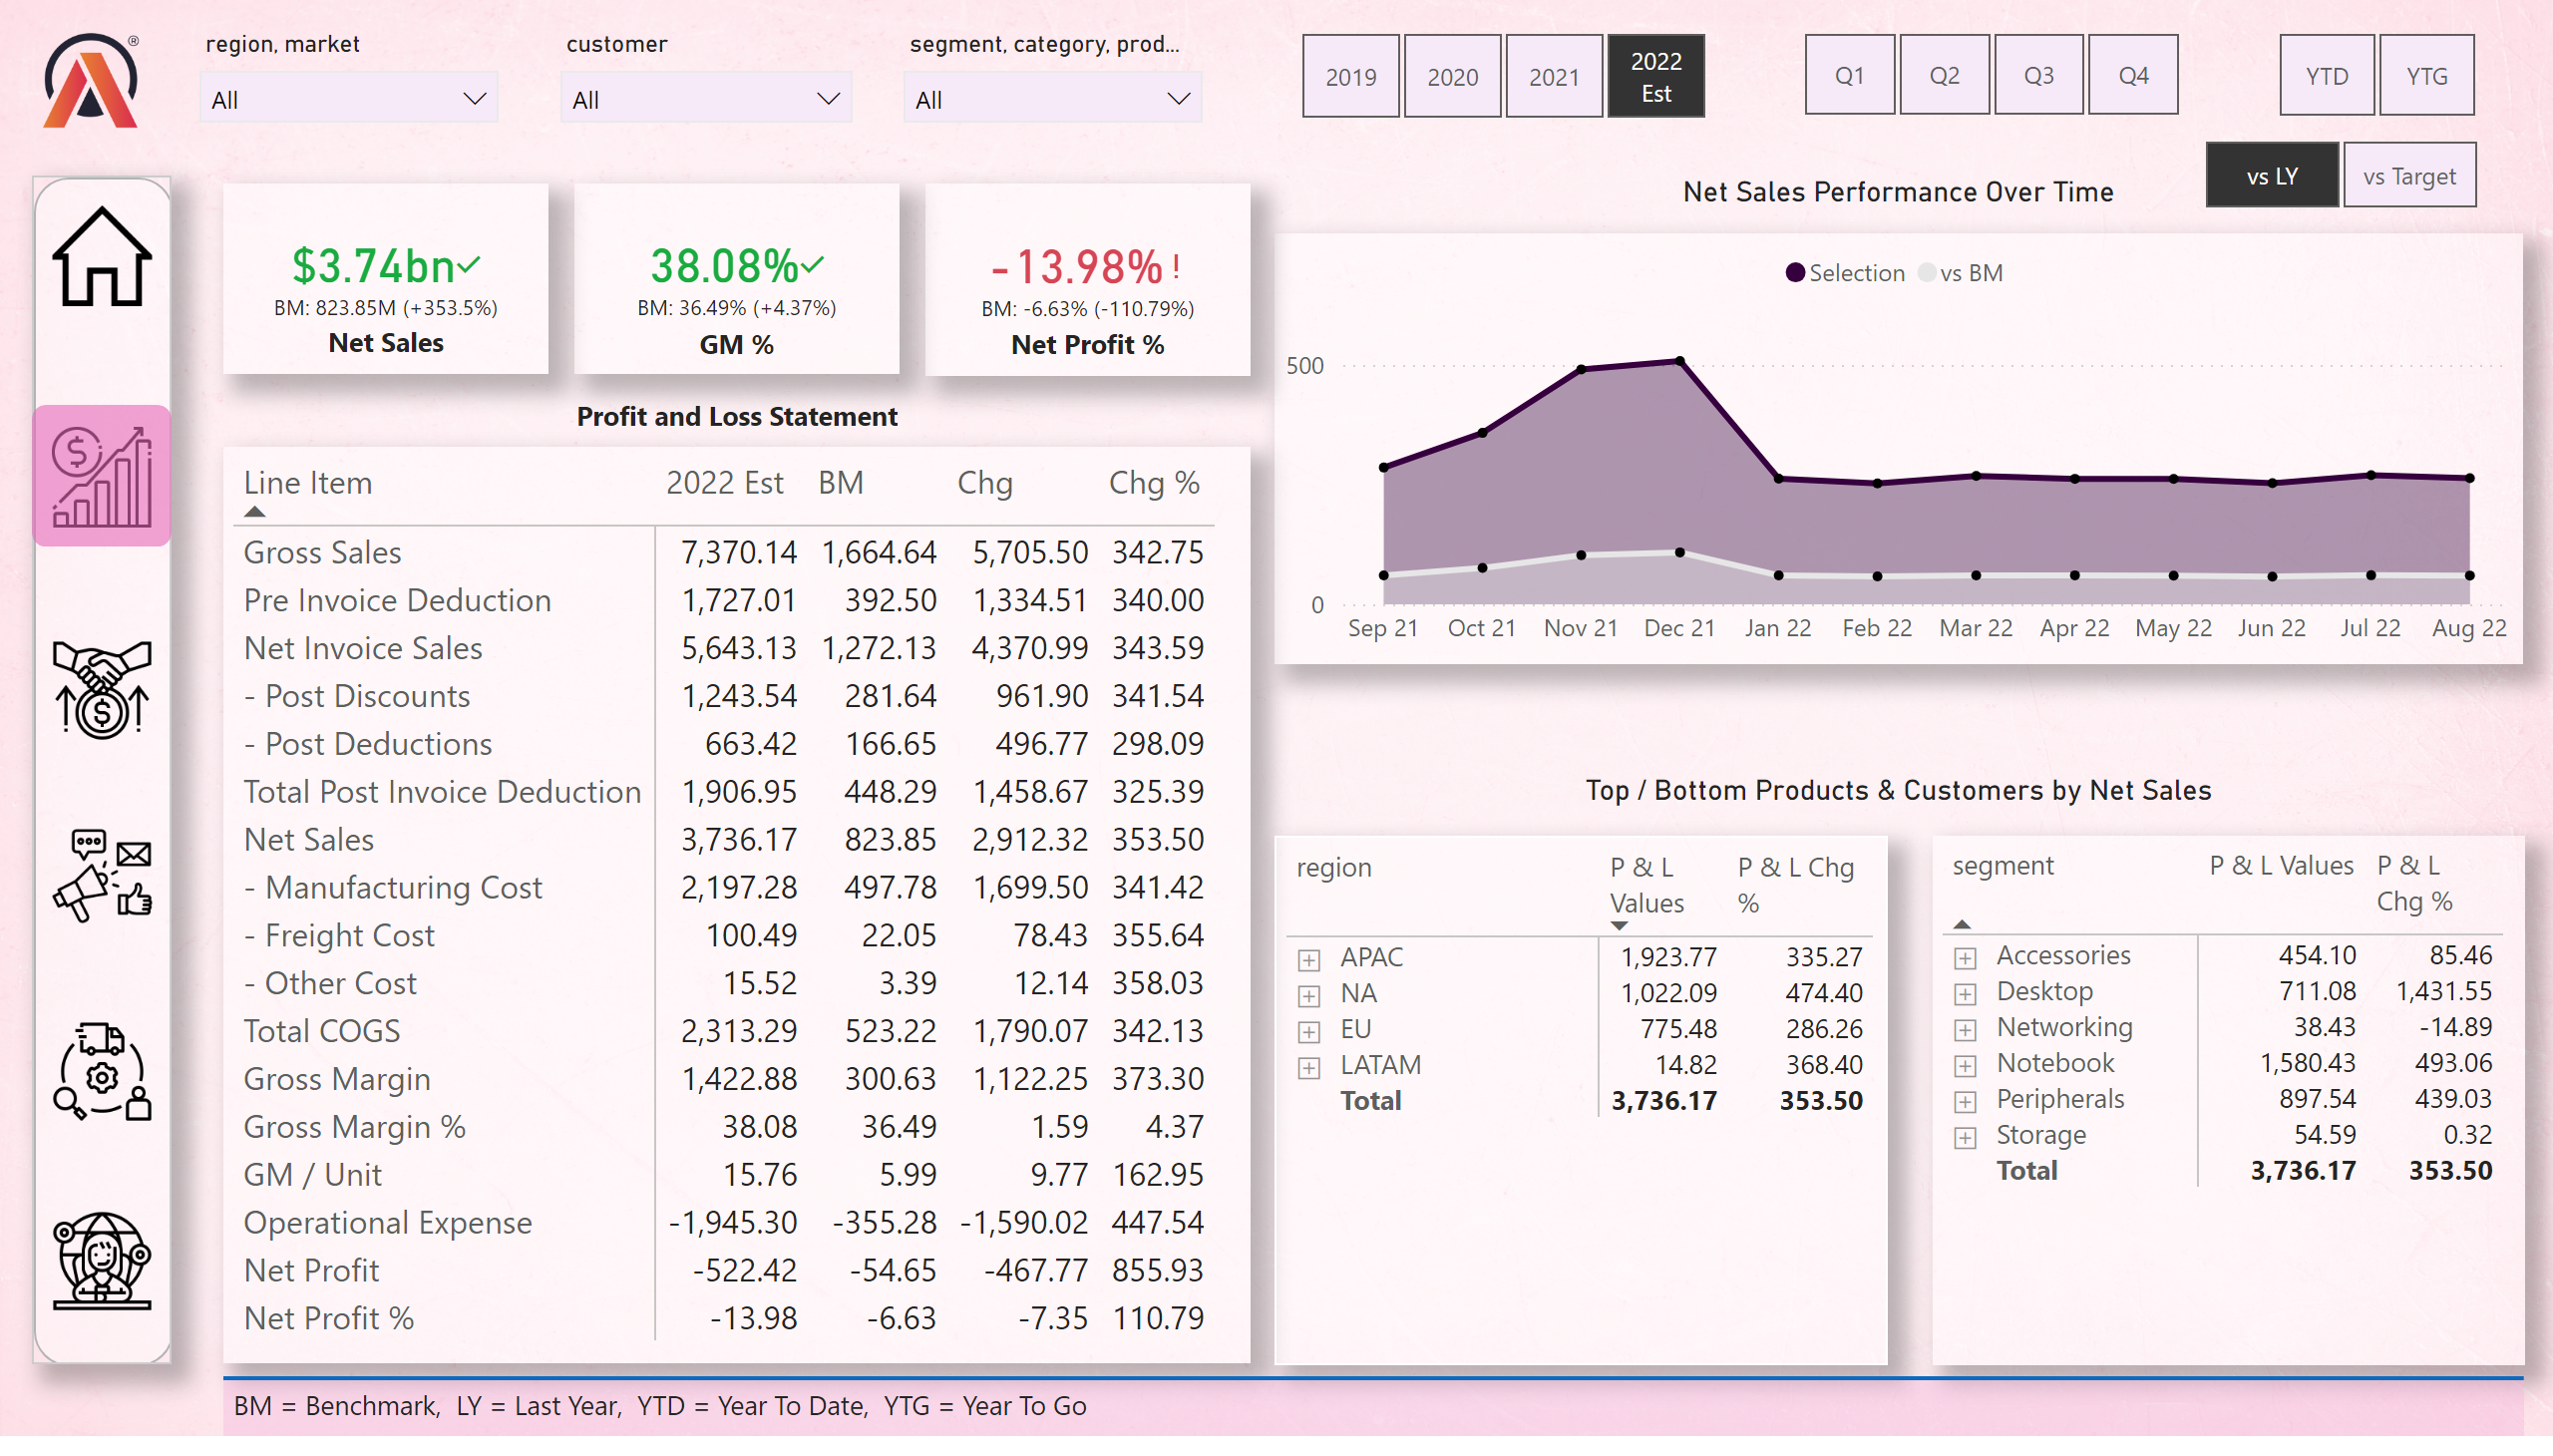 ®
region, market
customer
segment, category, prod...
All
All
All
2019
2020
2021
2022 Est
Q1
Q2
Q3
Q4
YTD
YTG
vs LY
vs Target
$3.74bn
BM: 823.85M (+353.5%)
Net Sales
38.08%
BM: 36.49% (+4.37%)
GM %
-13.98% !
BM: -6.63% (-110.79%)
Net Profit %
Net Sales Performance Over Time
Selection vs BM
500
0
Sep 21 Oct 21 Nov 21 Dec 21 Jan 22 Feb 22 Mar 22 Apr 22 May 22 Jun 22 Jul 22 Aug 22
Profit and Loss Statement
Line Item 2022 Est BM Chg Chg %
Gross Sales 7,370.14 1,664.64 5,705.50 342.75
Pre Invoice Deduction 1,727.01 392.50 1,334.51 340.00
Net Invoice Sales 5,643.13 1,272.13 4,370.99 343.59
- Post Discounts 1,243.54 281.64 961.90 341.54
- Post Deductions 663.42 166.65 496.77 298.09
Total Post Invoice Deduction 1,906.95 448.29 1,458.67 325.39
Net Sales 3,736.17 823.85 2,912.32 353.50
- Manufacturing Cost 2,197.28 497.78 1,699.50 341.42
- Freight Cost 100.49 22.05 78.43 355.64
- Other Cost 15.52 3.39 12.14 358.03
Total COGS 2,313.29 523.22 1,790.07 342.13
Gross Margin 1,422.88 300.63 1,122.25 373.30
Gross Margin % 38.08 36.49 1.59 4.37
GM / Unit 15.76 5.99 9.77 162.95
Operational Expense -1,945.30 -355.28 -1,590.02 447.54
Net Profit -522.42 -54.65 -467.77 855.93
Net Profit % -13.98 -6.63 -7.35 110.79
Top / Bottom Products & Customers by Net Sales
region P & L Values P & L Chg %
APAC 1,923.77 335.27
NA 1,022.09 474.40
EU 775.48 286.26
LATAM 14.82 368.40
Total 3,736.17 353.50
segment P & L Values P & L Chg %
Accessories 454.10 85.46
Desktop 711.08 1,431.55
Networking 38.43 -14.89
Notebook 1,580.43 493.06
Peripherals 897.54 439.03
Storage 54.59 0.32
Total 3,736.17 353.50
BM = Benchmark, LY = Last Year, YTD = Year To Date, YTG = Year To Go